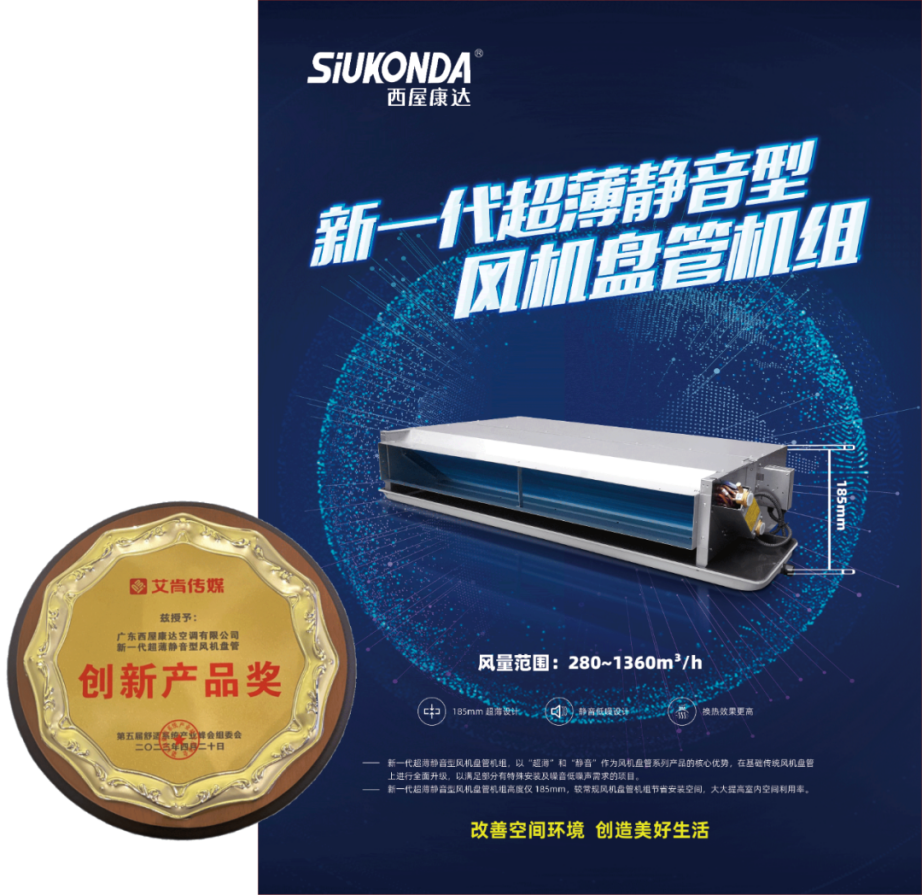 SiUKONDA®
西屋康达
新一代超薄静音型
风机盘管机组
185mm
风量范围：280~1360m³/h
185mm 超薄设计
静音低噪设计
换热效果更高
—— 新一代超薄静音型风机盘管机组，以“超薄”和“静音”作为风机盘管系列产品的核心优势，在基础传统风机盘管
上进行全面升级，以满足部分有特殊安装及噪音低噪声需求的项目。
—— 新一代超薄静音型风机盘管机组高度仅 185mm，较常规风机盘管机组节省安装空间，大大提高室内空间利用率。
改善空间环境 创造美好生活
艾肯传媒
兹授予：
广东西屋康达空调有限公司
新一代超薄静音型风机盘管
创新产品奖
第五届舒适系统产业峰会组委会
二〇二三年四月二十日